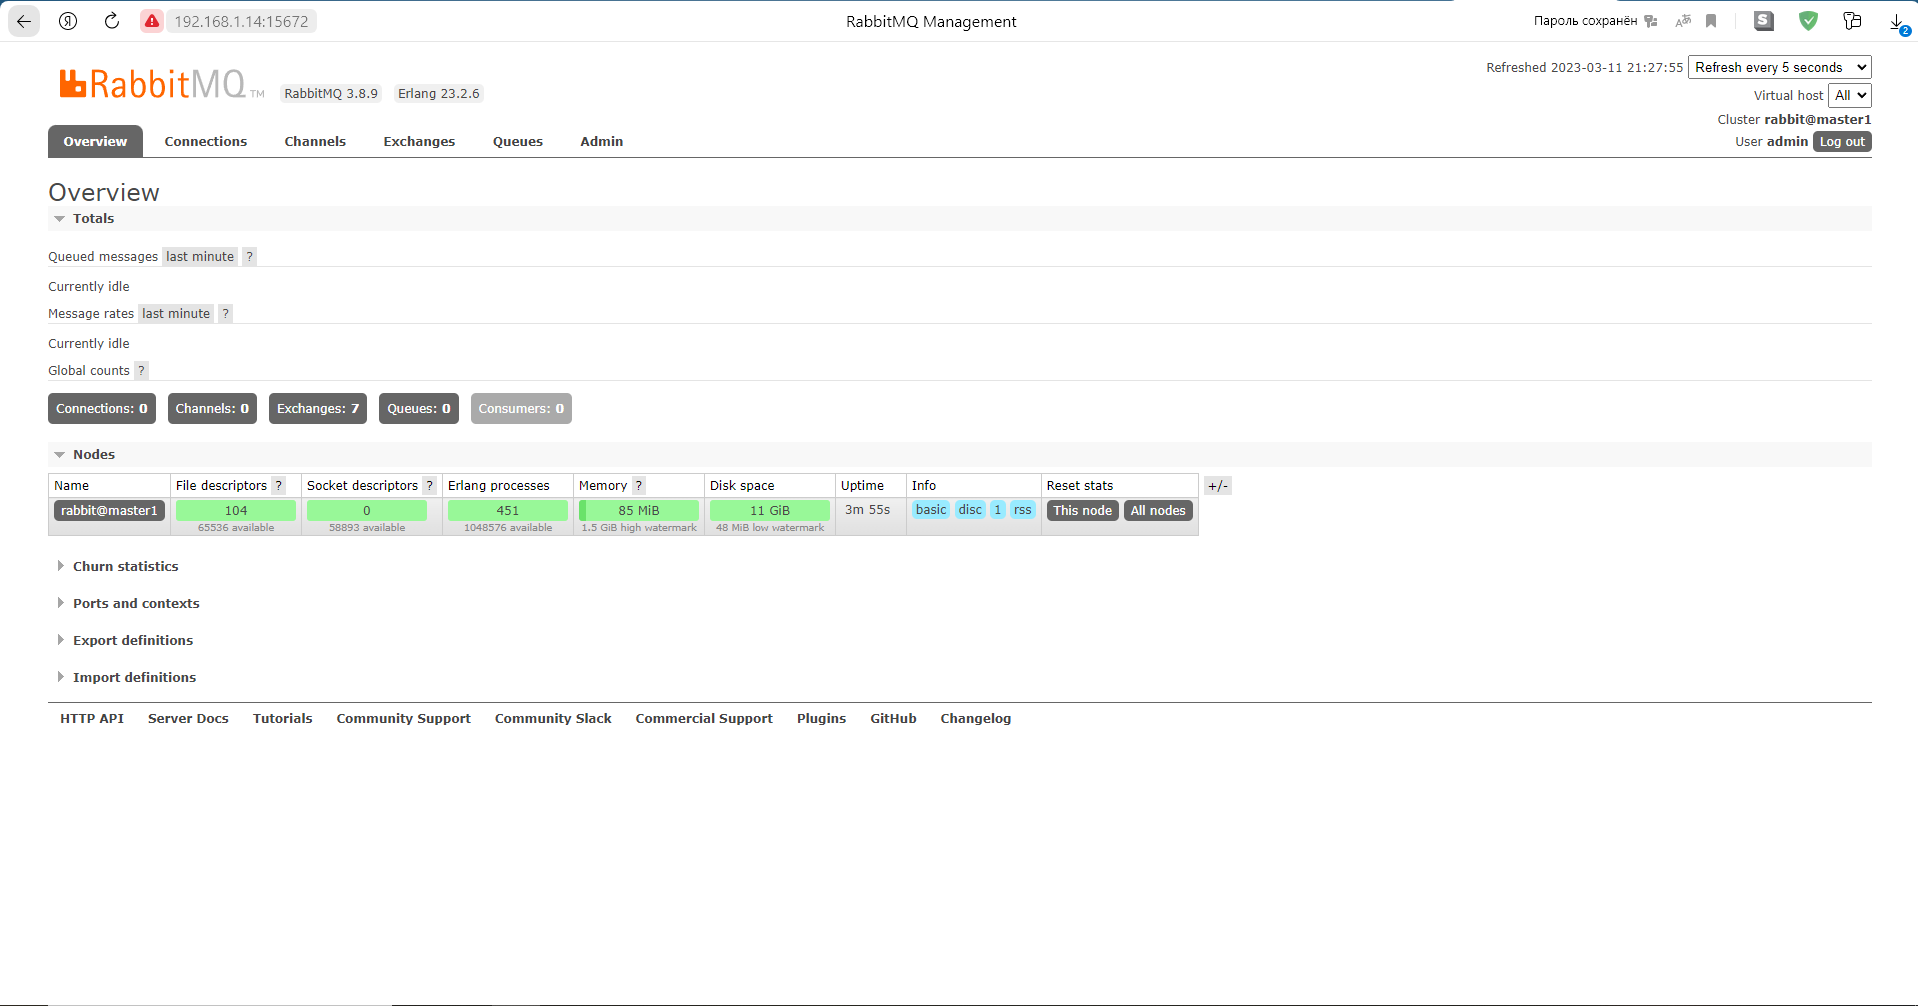 192.168.1.14:15672 RabbitMQ Management Пароль сохранён
2
RabbitMQ TM RabbitMQ 3.8.9 Erlang 23.2.6
Refreshed 2023-03-11 21:27:55 Refresh every 5 seconds
Virtual host All
Cluster rabbit@master1
User admin Log out
Overview Connections Channels Exchanges Queues Admin
Overview
Totals
Queued messages last minute ?
Currently idle
Message rates last minute ?
Currently idle
Global counts ?
Connections: 0 Channels: 0 Exchanges: 7 Queues: 0 Consumers: 0
Nodes
Name File descriptors ? Socket descriptors ? Erlang processes Memory ? Disk space Uptime Info Reset stats +/-
rabbit@master1 104 0 451 85 MiB 11 GiB 3m 55s basic disc 1 rss This node All nodes
65536 available 58893 available 1048576 available 1.5 GiB high watermark 48 MiB low watermark
Churn statistics
Ports and contexts
Export definitions
Import definitions
HTTP API Server Docs Tutorials Community Support Community Slack Commercial Support Plugins GitHub Changelog